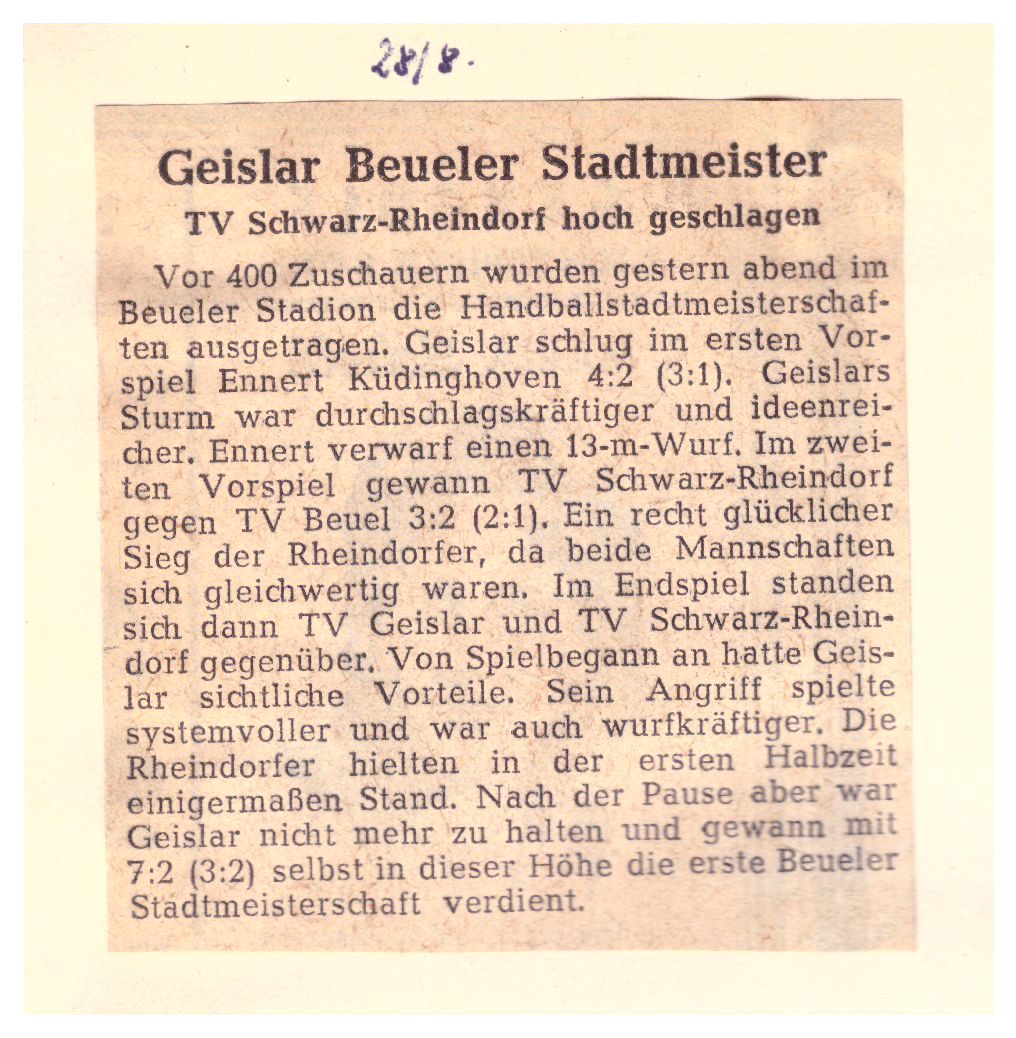 28/8.
Geislar Beueler Stadtmeister
TV Schwarz-Rheindorf hoch geschlagen
Vor 400 Zuschauern wurden gestern abend im
Beueler Stadion die Handballstadtmeisterschaf-
ten ausgetragen. Geislar schlug im ersten Vor-
spiel Ennert Küdinghoven 4:2 (3:1). Geislars
Sturm war durchschlagskräftiger und ideenrei-
cher. Ennert verwarf einen 13-m-Wurf. Im zwei-
ten Vorspiel gewann TV Schwarz-Rheindorf
gegen TV Beuel 3:2 (2:1). Ein recht glücklicher
Sieg der Rheindorfer, da beide Mannschaften
sich gleichwertig waren. Im Endspiel standen
sich dann TV Geislar und TV Schwarz-Rhein-
dorf gegenüber. Von Spielbegann an hatte Geis-
lar sichtliche Vorteile. Sein Angriff spielte
systemvoller und war auch wurfkräftiger. Die
Rheindorfer hielten in der ersten Halbzeit
einigermaßen Stand. Nach der Pause aber war
Geislar nicht mehr zu halten und gewann mit
7:2 (3:2) selbst in dieser Höhe die erste Beueler
Stadtmeisterschaft verdient.